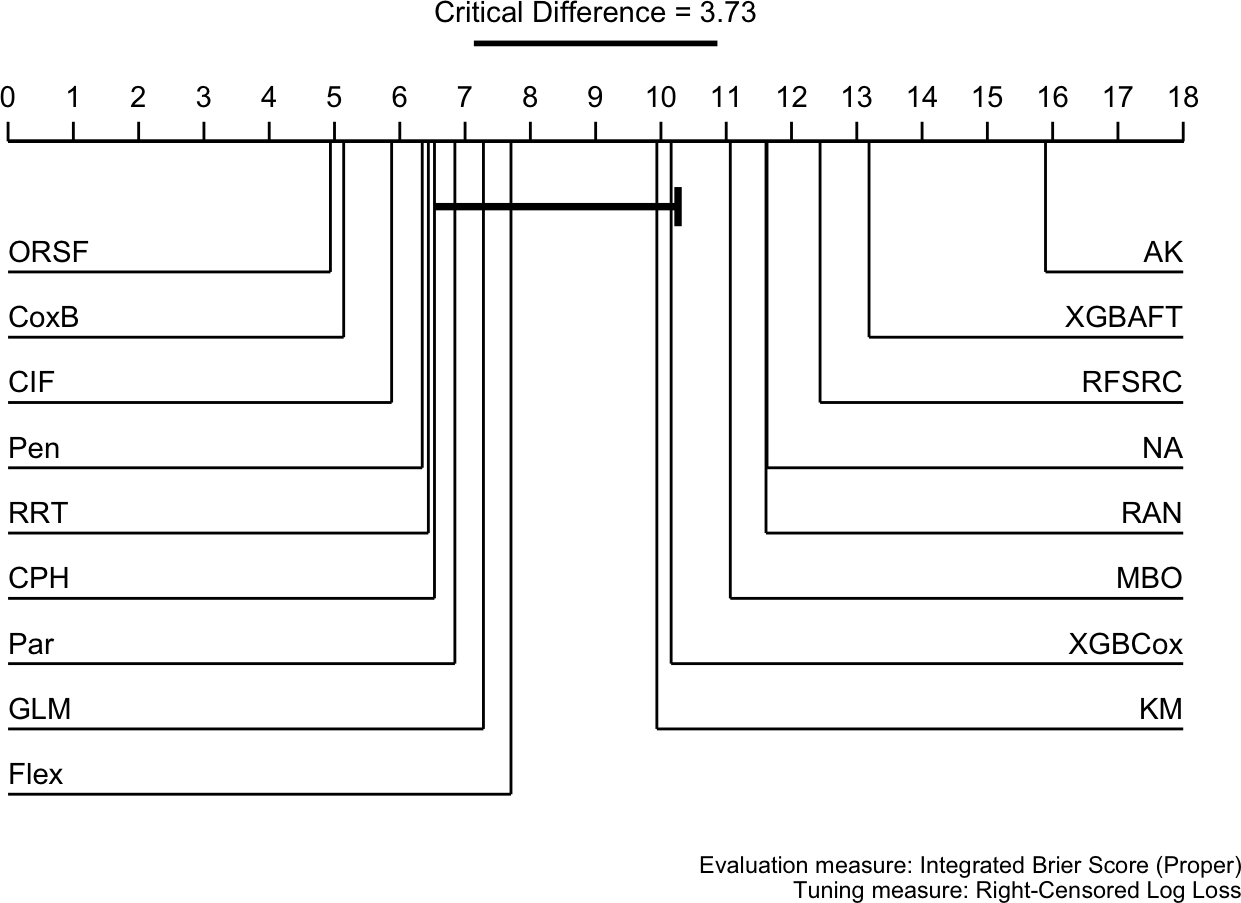 Critical Difference = 3.73
0 1 2 3 4 5 6 7 8 9 10 11 12 13 14 15 16 17 18
ORSF
AK
CoxB
XGBAFT
CIF
RFSRC
Pen
NA
RRT
RAN
CPH
MBO
Par
XGBCox
GLM
KM
Flex
Evaluation measure: Integrated Brier Score (Proper)
Tuning measure: Right-Censored Log Loss